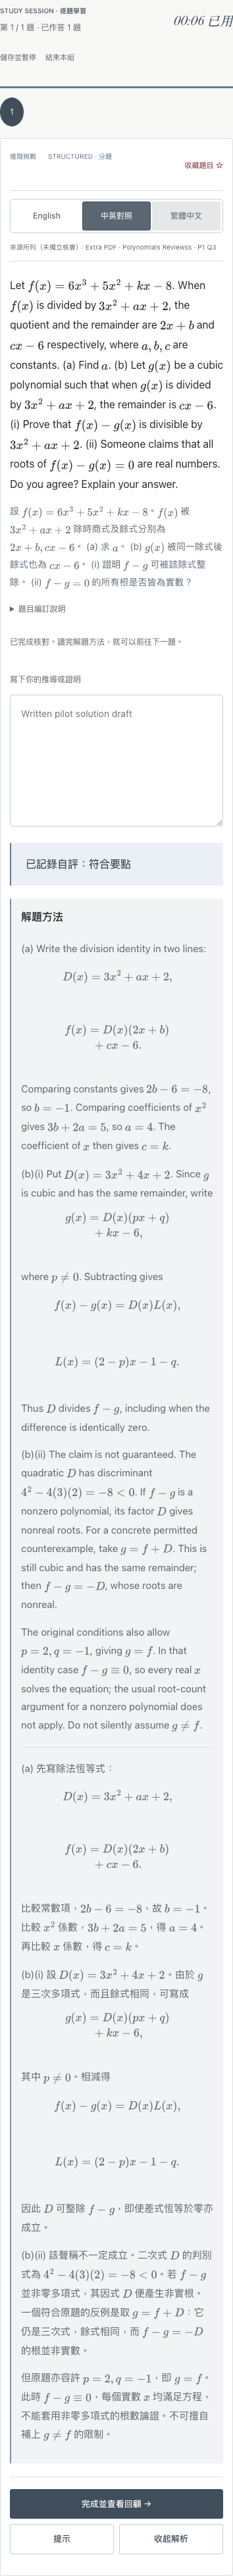 STUDY SESSION · 逐題學習
第 1 / 1 題 · 已作答 1 題
00:06 已用
儲存並暫停 結束本組
1
進階挑戰 STRUCTURED · 分題
收藏題目 ☆
English 中英對照 繁體中文
來源所列（未獨立核實）: Extra PDF · Polynomials Reviewss · P1 Q3
Let f(x) = 6x³ + 5x² + kx − 8. When
f(x) is divided by 3x² + ax + 2, the
quotient and the remainder are 2x + b and
cx − 6 respectively, where a, b, c are
constants. (a) Find a. (b) Let g(x) be a cubic
polynomial such that when g(x) is divided
by 3x² + ax + 2, the remainder is cx − 6.
(i) Prove that f(x) − g(x) is divisible by
3x² + ax + 2. (ii) Someone claims that all
roots of f(x) − g(x) = 0 are real numbers.
Do you agree? Explain your answer.
設 f(x) = 6x³ + 5x² + kx − 8。f(x) 被
3x² + ax + 2 除時商式及餘式分別為
2x + b, cx − 6。 (a) 求 a。 (b) g(x) 被同一除式後
餘式也為 cx − 6。 (i) 證明 f − g 可被該除式整
除。 (ii) f − g = 0 的所有根是否皆為實數？
▶ 題目編訂說明
已完成核對。讀完解題方法，就可以前往下一題。
寫下你的推導或證明
Written pilot solution draft
已記錄自評：符合要點
解題方法
(a) Write the division identity in two lines:
D(x) = 3x² + ax + 2,
f(x) = D(x)(2x + b)
+ cx − 6.
Comparing constants gives 2b − 6 = −8,
so b = −1. Comparing coefficients of x²
gives 3b + 2a = 5, so a = 4. The
coefficient of x then gives c = k.
(b)(i) Put D(x) = 3x² + 4x + 2. Since g
is cubic and has the same remainder, write
g(x) = D(x)(px + q)
+ kx − 6,
where p ≠ 0. Subtracting gives
f(x) − g(x) = D(x)L(x),
L(x) = (2 − p)x − 1 − q.
Thus D divides f − g, including when the
difference is identically zero.
(b)(ii) The claim is not guaranteed. The
quadratic D has discriminant
4² − 4(3)(2) = −8 < 0. If f − g is a
nonzero polynomial, its factor D gives
nonreal roots. For a concrete permitted
counterexample, take g = f + D. This is
still cubic and has the same remainder;
then f − g = −D, whose roots are
nonreal.
The original conditions also allow
p = 2, q = −1, giving g = f. In that
identity case f − g ≡ 0, so every real x
solves the equation; the usual root-count
argument for a nonzero polynomial does
not apply. Do not silently assume g ≠ f.
(a) 先寫除法恆等式：
D(x) = 3x² + ax + 2,
f(x) = D(x)(2x + b)
+ cx − 6.
比較常數項，2b − 6 = −8，故 b = −1。
比較 x² 係數，3b + 2a = 5，得 a = 4。
再比較 x 係數，得 c = k。
(b)(i) 設 D(x) = 3x² + 4x + 2。由於 g
是三次多項式，而且餘式相同，可寫成
g(x) = D(x)(px + q)
+ kx − 6,
其中 p ≠ 0。相減得
f(x) − g(x) = D(x)L(x),
L(x) = (2 − p)x − 1 − q.
因此 D 可整除 f − g，即使差式恆等於零亦
成立。
(b)(ii) 該聲稱不一定成立。二次式 D 的判別
式為 4² − 4(3)(2) = −8 < 0。若 f − g
並非零多項式，其因式 D 便產生非實根。
一個符合原題的反例是取 g = f + D：它
仍是三次式，餘式相同，而 f − g = −D
的根並非實數。
但原題亦容許 p = 2, q = −1，即 g = f。
此時 f − g ≡ 0，每個實數 x 均滿足方程，
不能套用非零多項式的根數論證。不可擅自
補上 g ≠ f 的限制。
完成並查看回顧 →
提示 收起解析